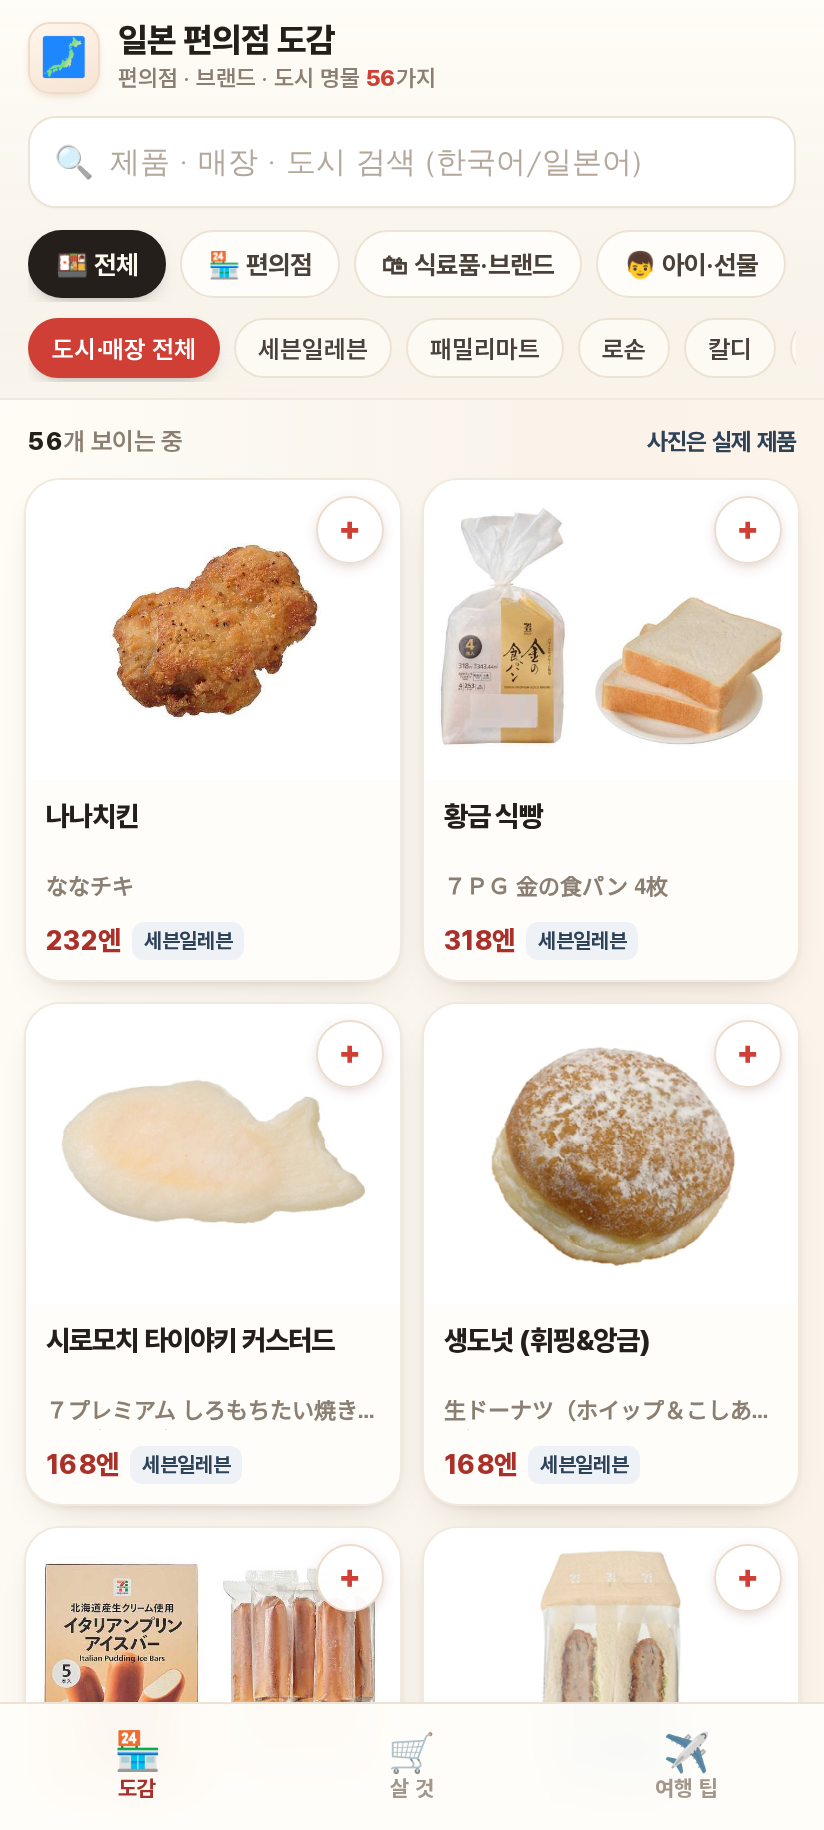 일본 편의점 도감
편의점 · 브랜드 · 도시 명물 56가지
제품 · 매장 · 도시 검색 (한국어/일본어)
전체
24 편의점
식료품·브랜드
아이·선물
도시·매장 전체
세븐일레븐
패밀리마트
로손
칼디
56개 보이는 중
사진은 실제 제품
나나치킨
ななチキ
232엔 세븐일레븐
4
金の食パン
황금 식빵
７ＰＧ 金の食パン 4枚
318엔 세븐일레븐
시로모치 타이야키 커스터드
７プレミアム しろもちたい焼き...
168엔 세븐일레븐
생도넛 (휘핑&앙금)
生ドーナツ（ホイップ＆こしあ...
168엔 세븐일레븐
北海道産生クリーム使用
イタリアンプリン
アイスバー
Italian Pudding Ice Bars
5
本入
24
도감
살 것
여행 팁